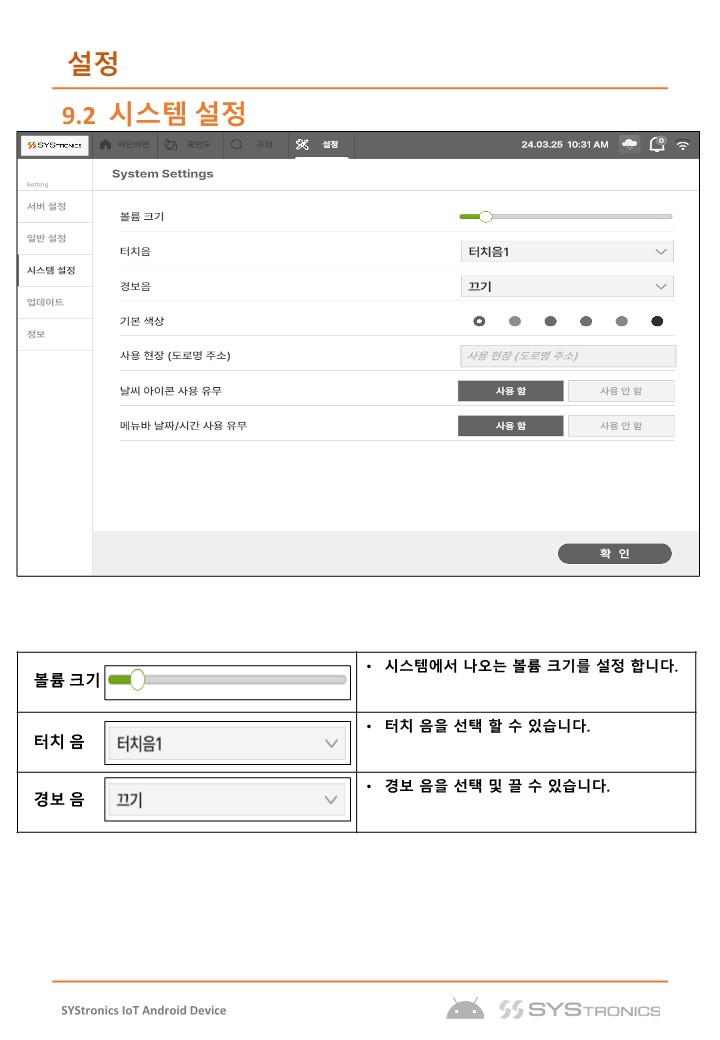 설정
9.2 시스템 설정
SYSTRONICS 메인화면 평면도 조회 설정 24.03.25 10:31 AM 0
Setting
System Settings
서버 설정
일반 설정
시스템 설정
업데이트
정보
볼륨 크기
터치음 터치음1
경보음 끄기
기본 색상
사용 현장 (도로명 주소) 사용 현장 (도로명 주소)
날씨 아이콘 사용 유무 사용 함 사용 안 함
메뉴바 날짜/시간 사용 유무 사용 함 사용 안 함
확 인
볼륨 크기 • 시스템에서 나오는 볼륨 크기를 설정 합니다.
터치 음 터치음1 • 터치 음을 선택 할 수 있습니다.
경보 음 끄기 • 경보 음을 선택 및 끌 수 있습니다.
SYStronics IoT Android Device SYSTRONICS